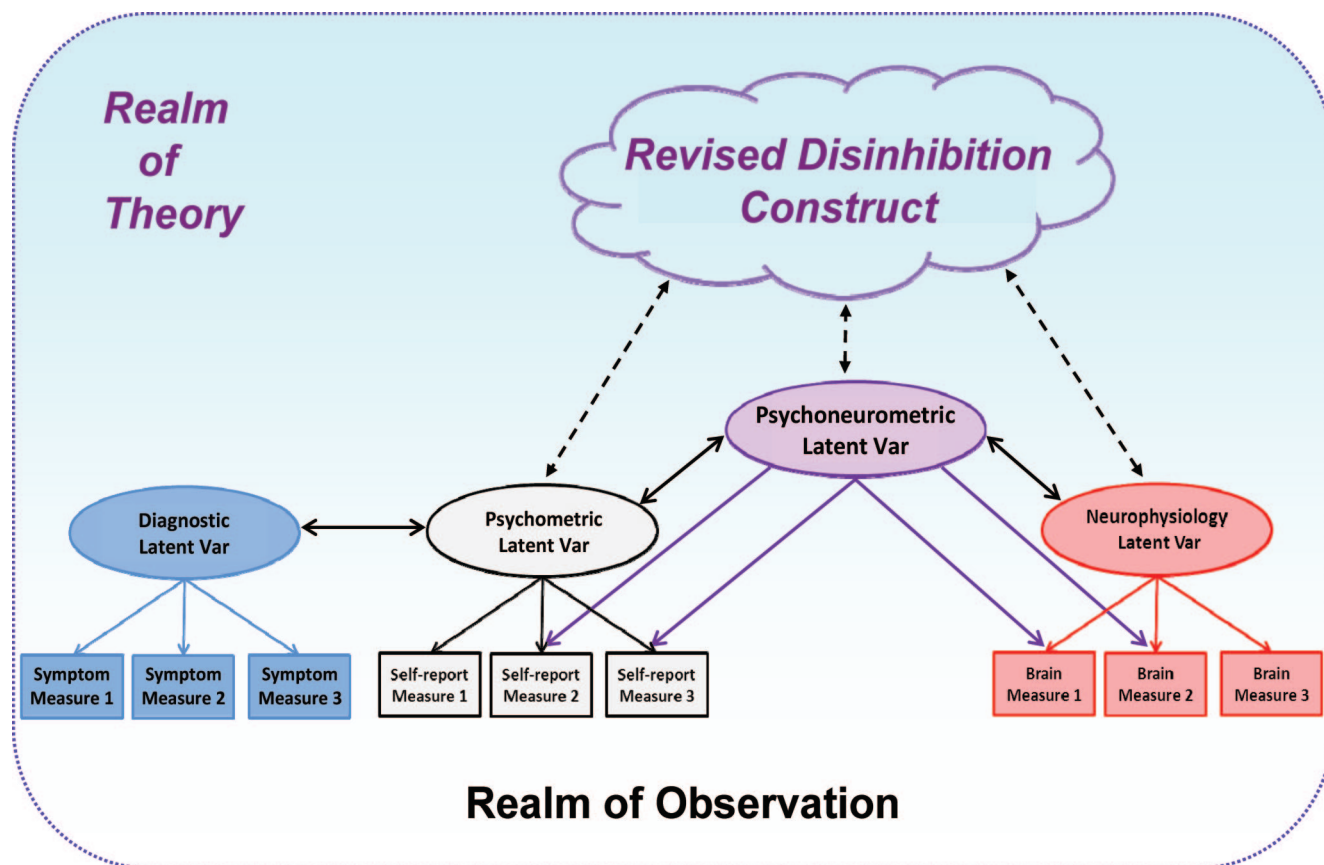 Realm
of
Theory
Revised Disinhibition
Construct
Psychoneurometric
Latent Var
Diagnostic
Latent Var
Psychometric
Latent Var
Neurophysiology
Latent Var
Symptom
Measure 1
Symptom
Measure 2
Symptom
Measure 3
Self-report
Measure 1
Self-report
Measure 2
Self-report
Measure 3
Brain
Measure 1
Brain
Measure 2
Brain
Measure 3
Realm of Observation